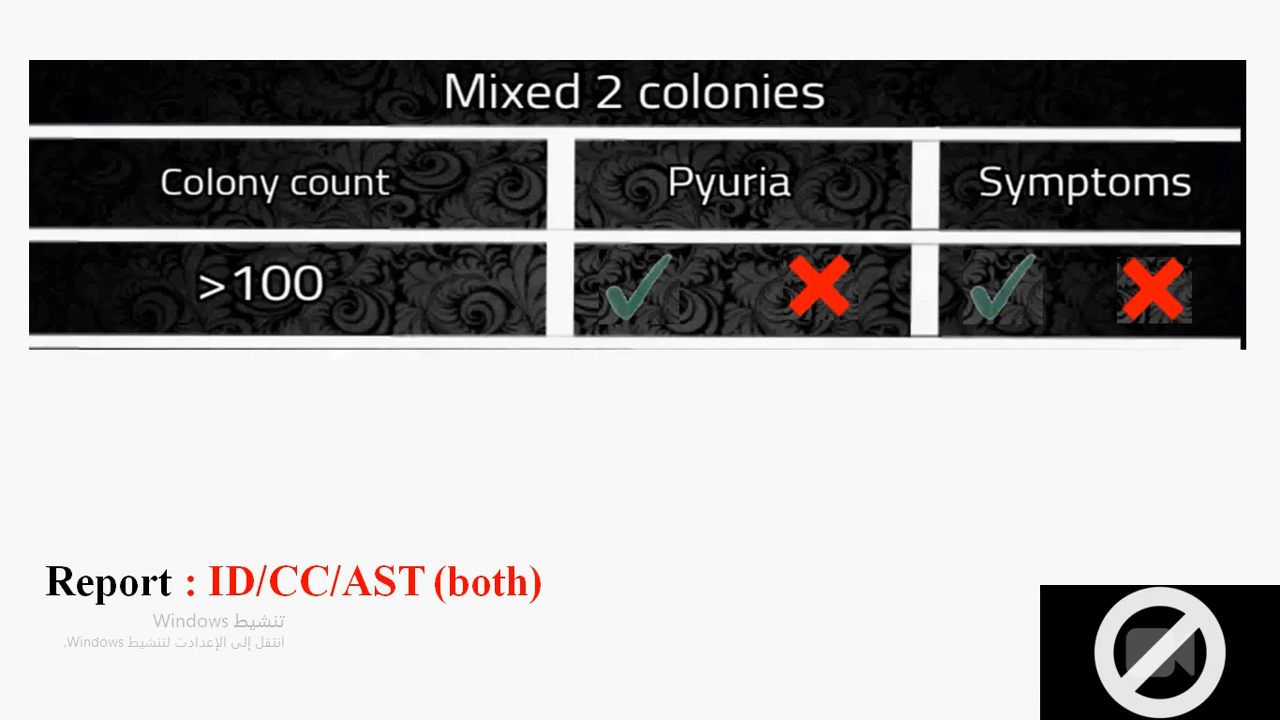 Mixed 2 colonies
Colony count Pyuria Symptoms
>100
Report : ID/CC/AST (both)
تنشيط Windows
انتقل إلى الإعدادت لتنشيط Windows.